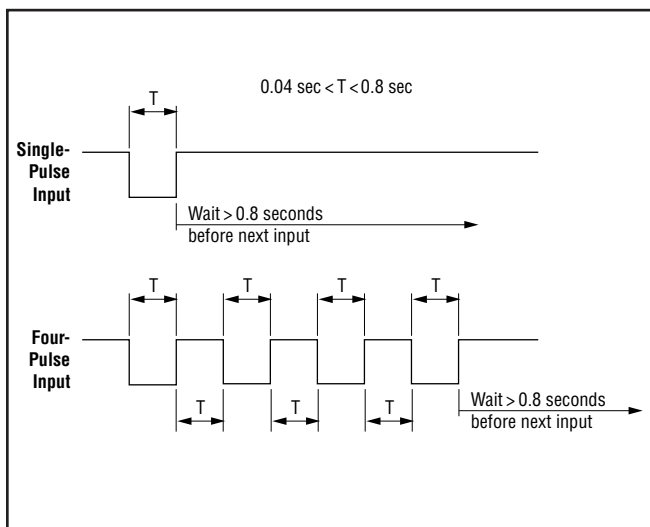 0.04 sec < T < 0.8 sec
T
Single-
Pulse
Input
Wait > 0.8 seconds
before next input
T T T T
Four-
Pulse
Input
T T T
Wait > 0.8 seconds
before next input